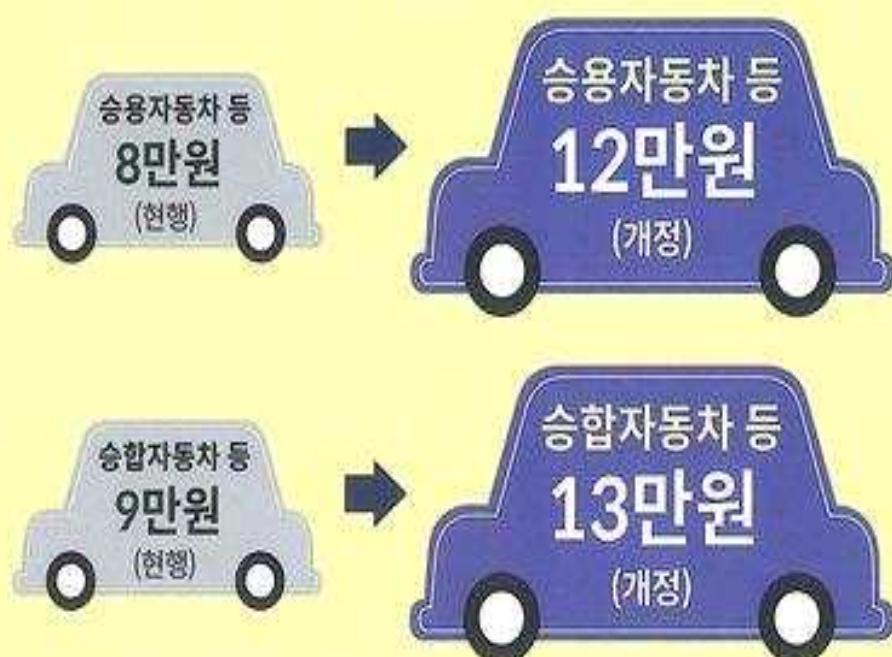 승용자동차 등
8만원
(현행)
승용자동차 등
12만원
(개정)
승합자동차 등
9만원
(현행)
승합자동차 등
13만원
(개정)